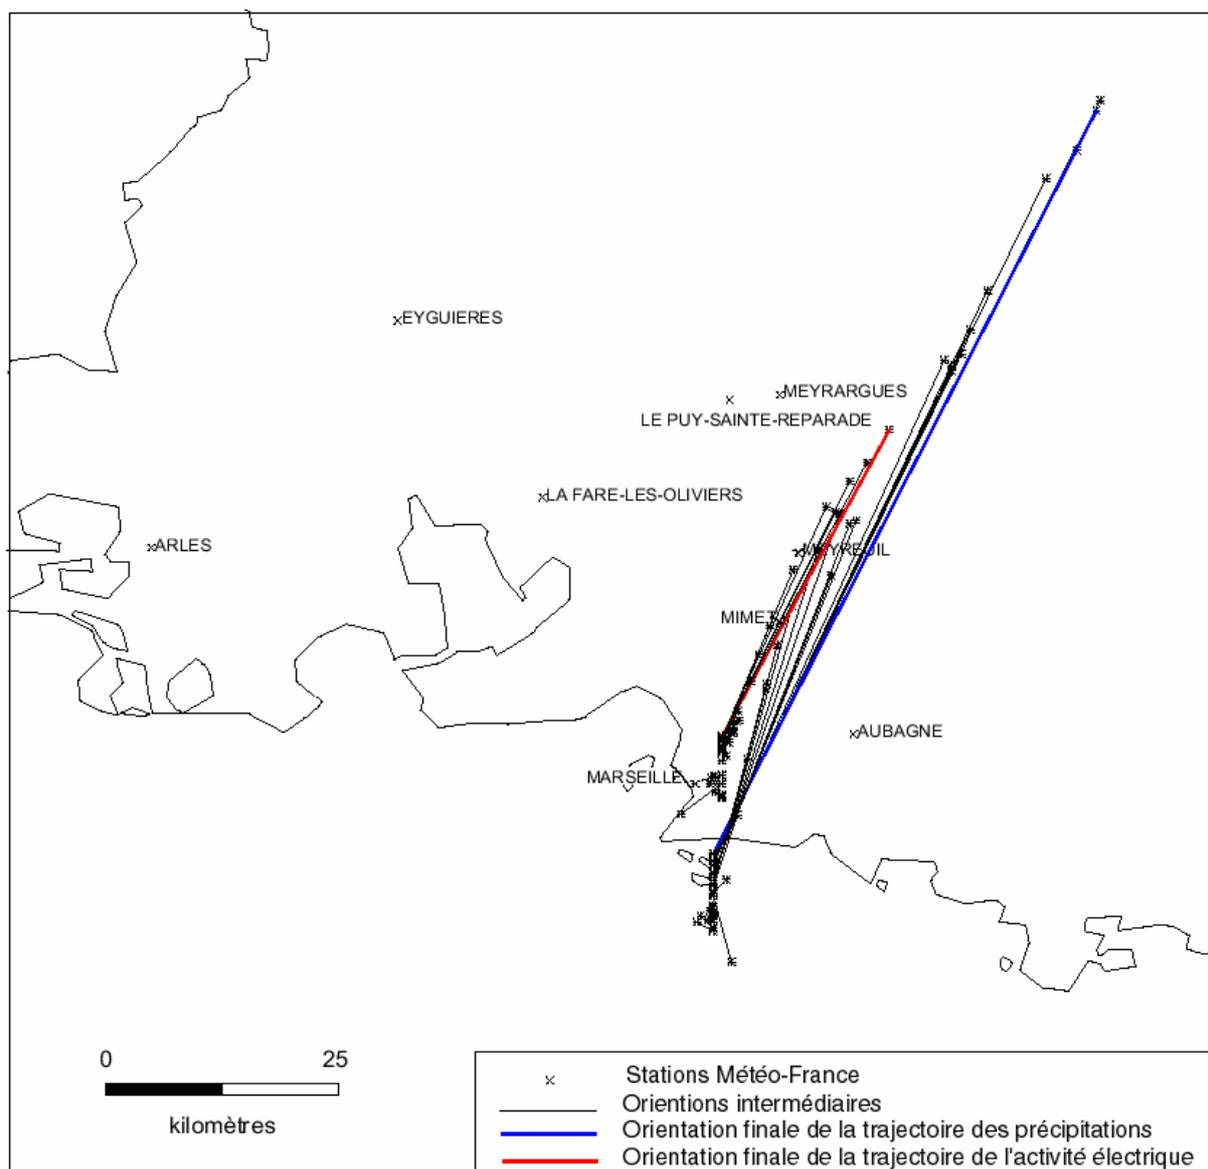 EYGUIERES
MEYRARGUES
LE PUY-SAINTE-REPARADE
LA FARE-LES-OLIVIERS
ARLES
MEYREUIL
MIMET
AUBAGNE
MARSEILLE
0 25
kilomètres
Stations Météo-France
Orientions intermédiaires
Orientation finale de la trajectoire des précipitations
Orientation finale de la trajectoire de l'activité électrique